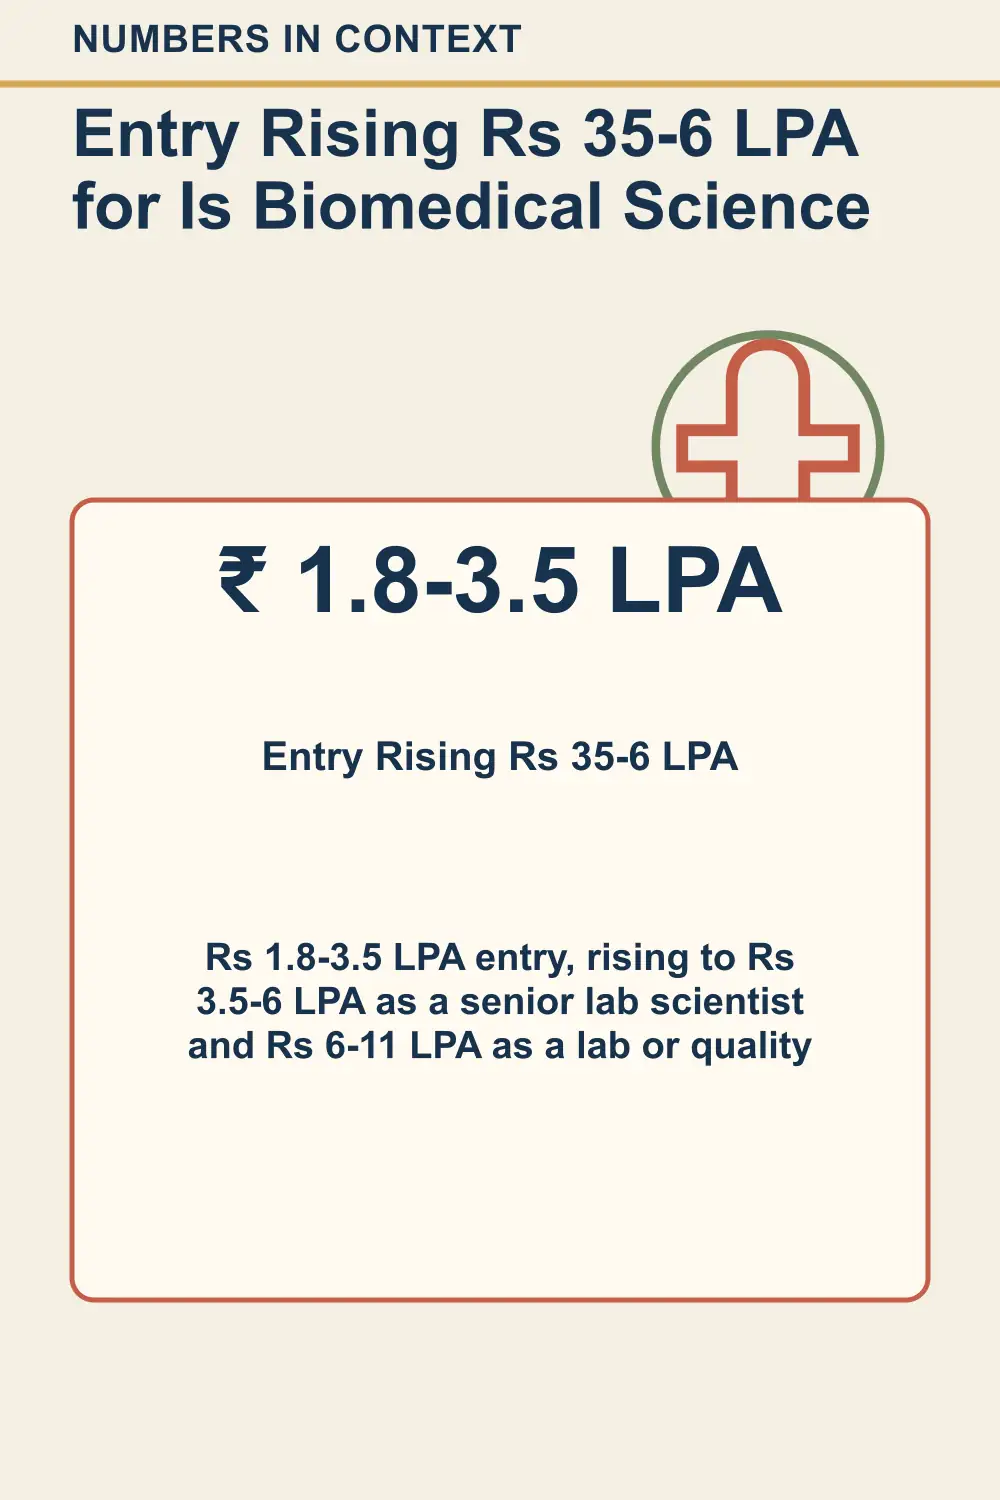 NUMBERS IN CONTEXT
Entry Rising Rs 35-6 LPA
for Is Biomedical Science
₹ 1.8-3.5 LPA
Entry Rising Rs 35-6 LPA
Rs 1.8-3.5 LPA entry, rising to Rs
3.5-6 LPA as a senior lab scientist
and Rs 6-11 LPA as a lab or quality